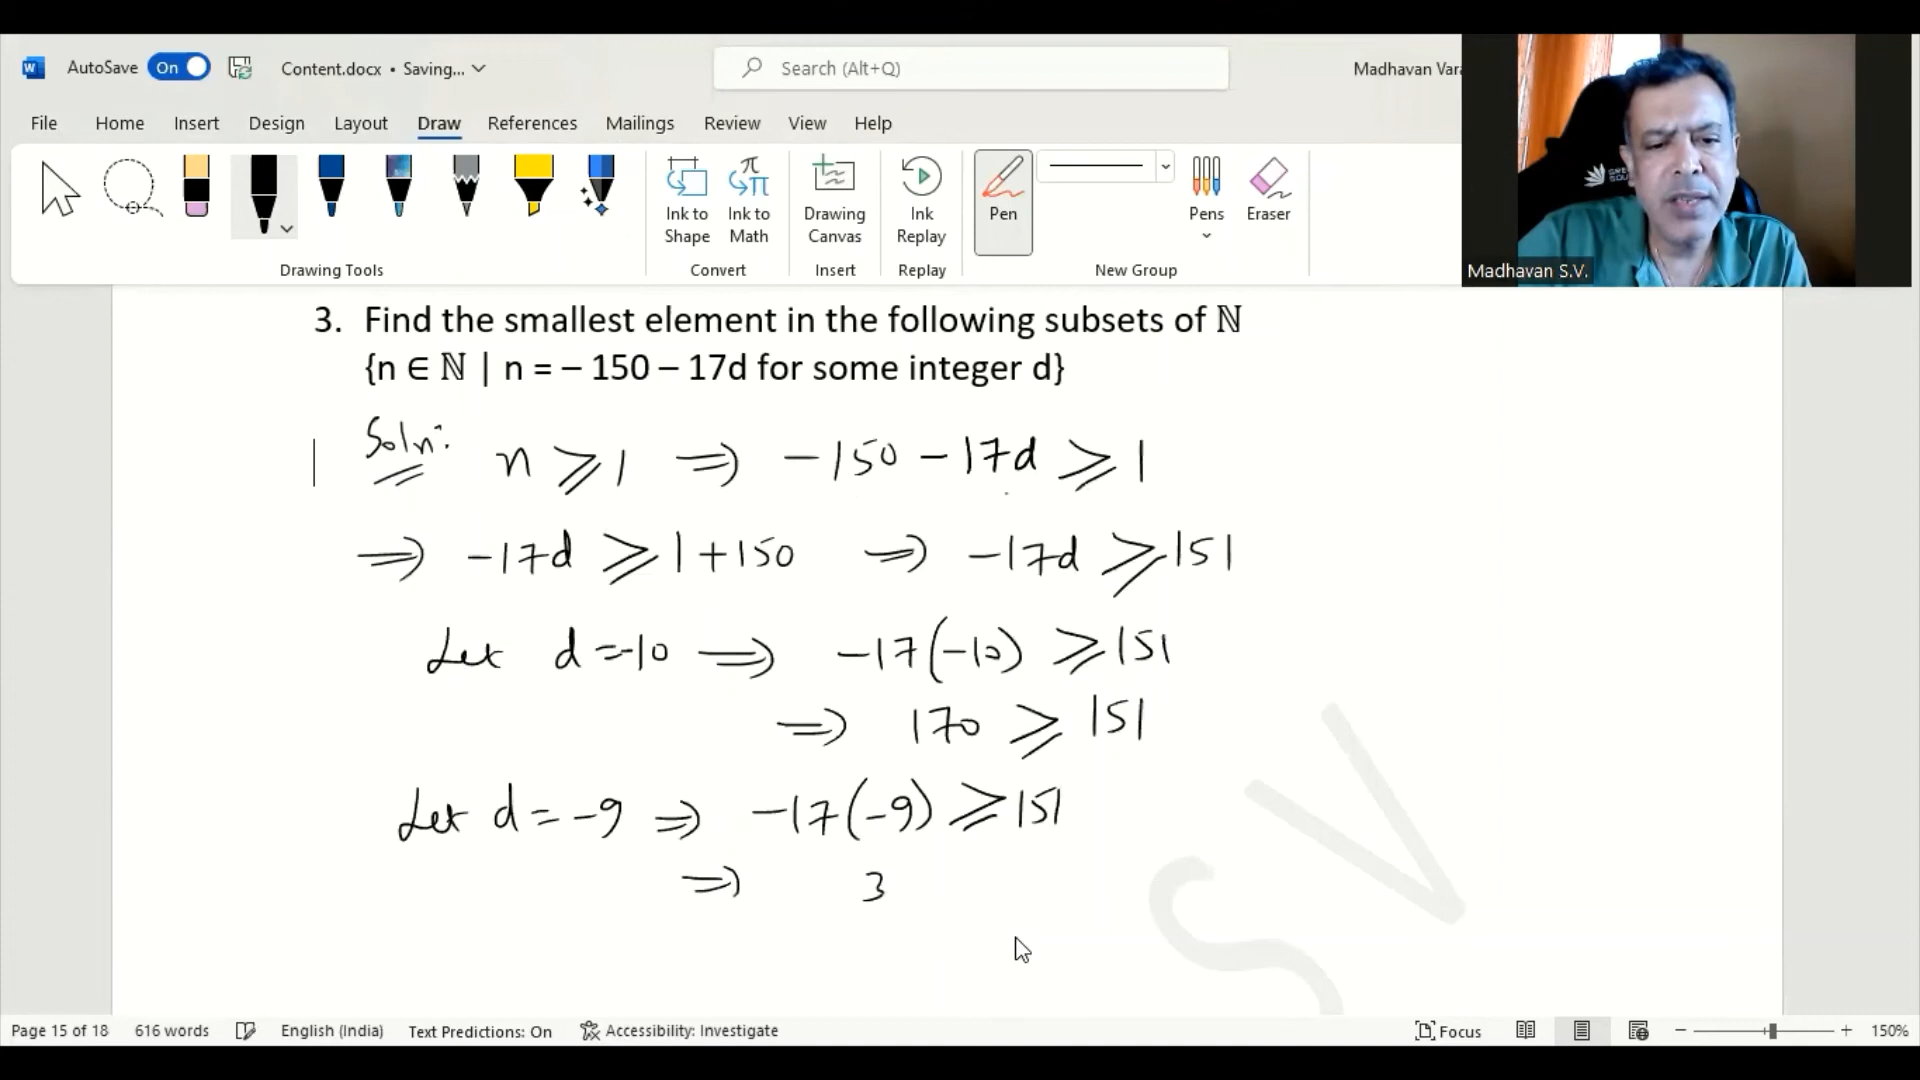 AutoSave On Content.docx • Saving... Search (Alt+Q) Madhavan Vara
File Home Insert Design Layout Draw References Mailings Review View Help
Ink to Shape Ink to Math Drawing Canvas Ink Replay Pen Pens Eraser
Drawing Tools Convert Insert Replay New Group
Madhavan S.V.
3. Find the smallest element in the following subsets of ℕ
{n ∈ ℕ | n = – 150 – 17d for some integer d}
Soln: n ⩾ 1 ⇒ -150 - 17d ⩾ 1
⇒ -17d ⩾ 1+150 ⇒ -17d ⩾ 151
Let d = -10 ⇒ -17(-10) ⩾ 151
⇒ 170 ⩾ 151
Let d = -9 ⇒ -17(-9) ⩾ 151
⇒ 3
SV
Page 15 of 18 616 words English (India) Text Predictions: On Accessibility: Investigate Focus 150%